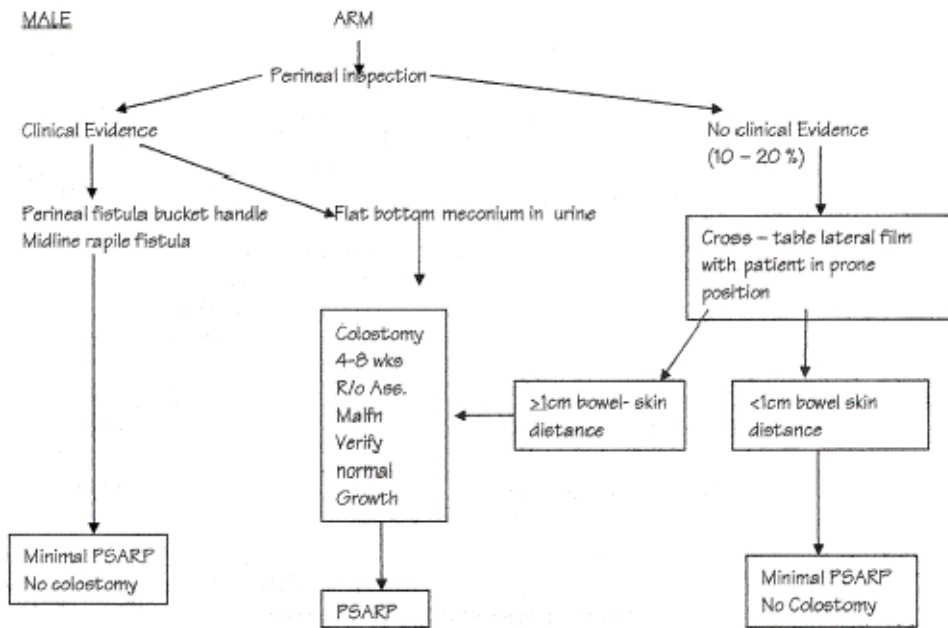 MALE
ARM
Perineal inspection
Clinical Evidence
No clinical Evidence
(10 – 20 %)
Perineal fistula bucket handle
Midline rapile fistula
Flat bottom meconium in urine
Cross – table lateral film
with patient in prone
position
Colostomy
4-8 wks
R/o Ass.
Malfn
Verify
normal
Growth
≥1cm bowel- skin
distance
<1cm bowel skin
distance
Minimal PSARP
No colostomy
PSARP
Minimal PSARP
No Colostomy